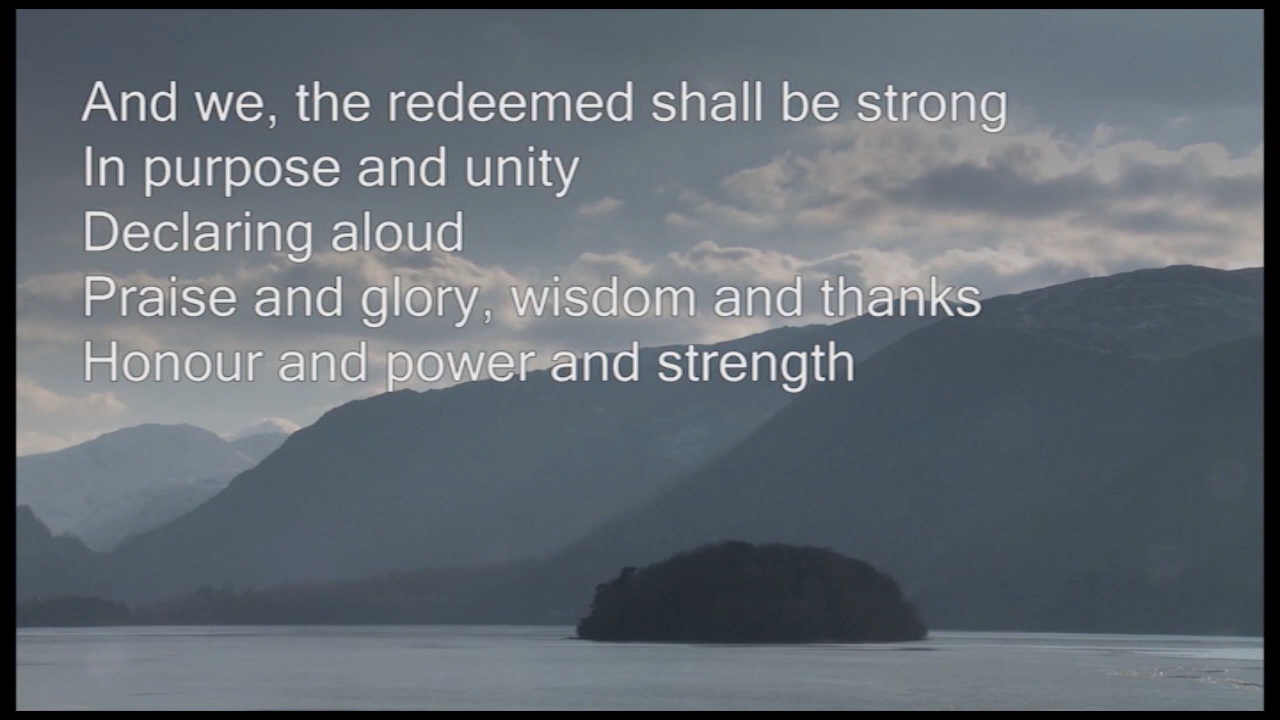 And we, the redeemed shall be strong
In purpose and unity
Declaring aloud
Praise and glory, wisdom and thanks
Honour and power and strength